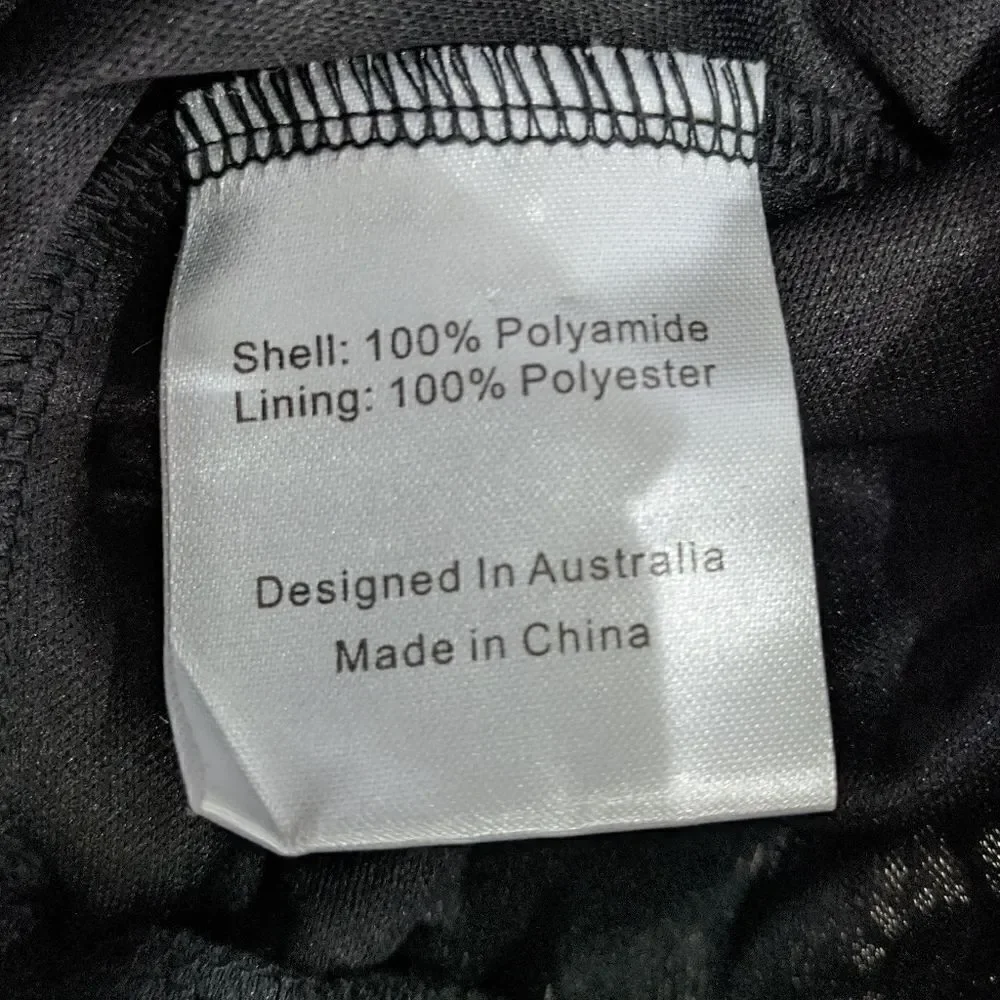 Shell: 100% Polyamide
Lining: 100% Polyester
Designed In Australia
Made in China